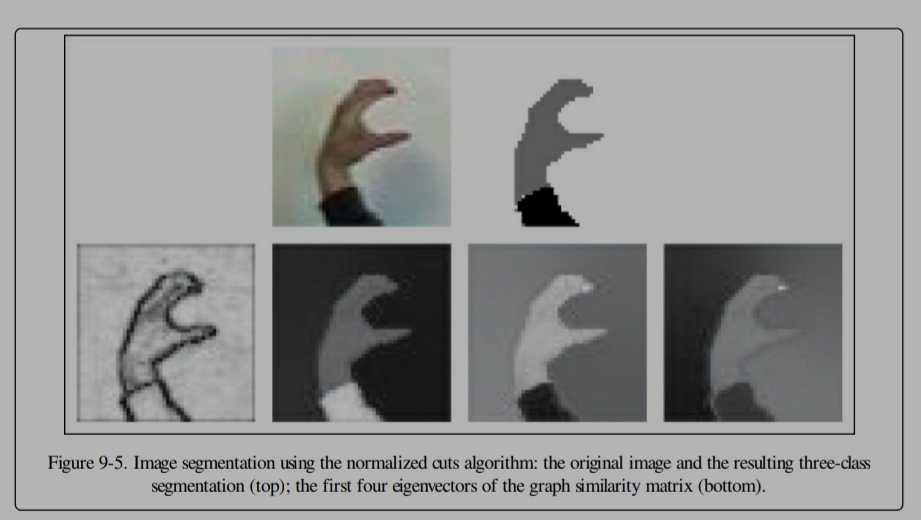 Figure 9-5. Image segmentation using the normalized cuts algorithm: the original image and the resulting three-class
segmentation (top); the first four eigenvectors of the graph similarity matrix (bottom).